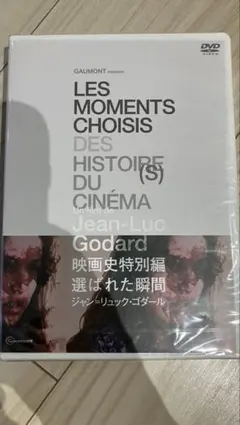 DVD
VIDEO
GAUMONT
LES
MOMENTS
CHOISIS
DES
HISTOIRE
(S)
DU
CINÉMA
un film de
Jean-Luc
Godard
映画史特別編
選ばれた瞬間
ジャン=リュック・ゴダール